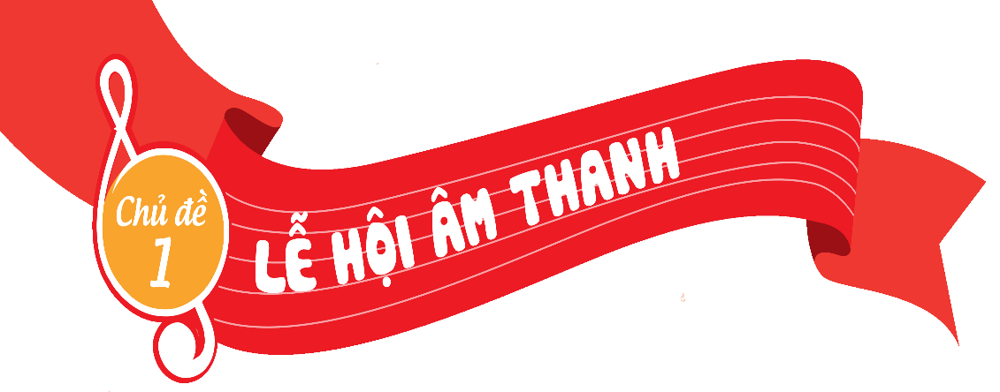 Chủ đề
1
LỄ HỘI ÂM THANH